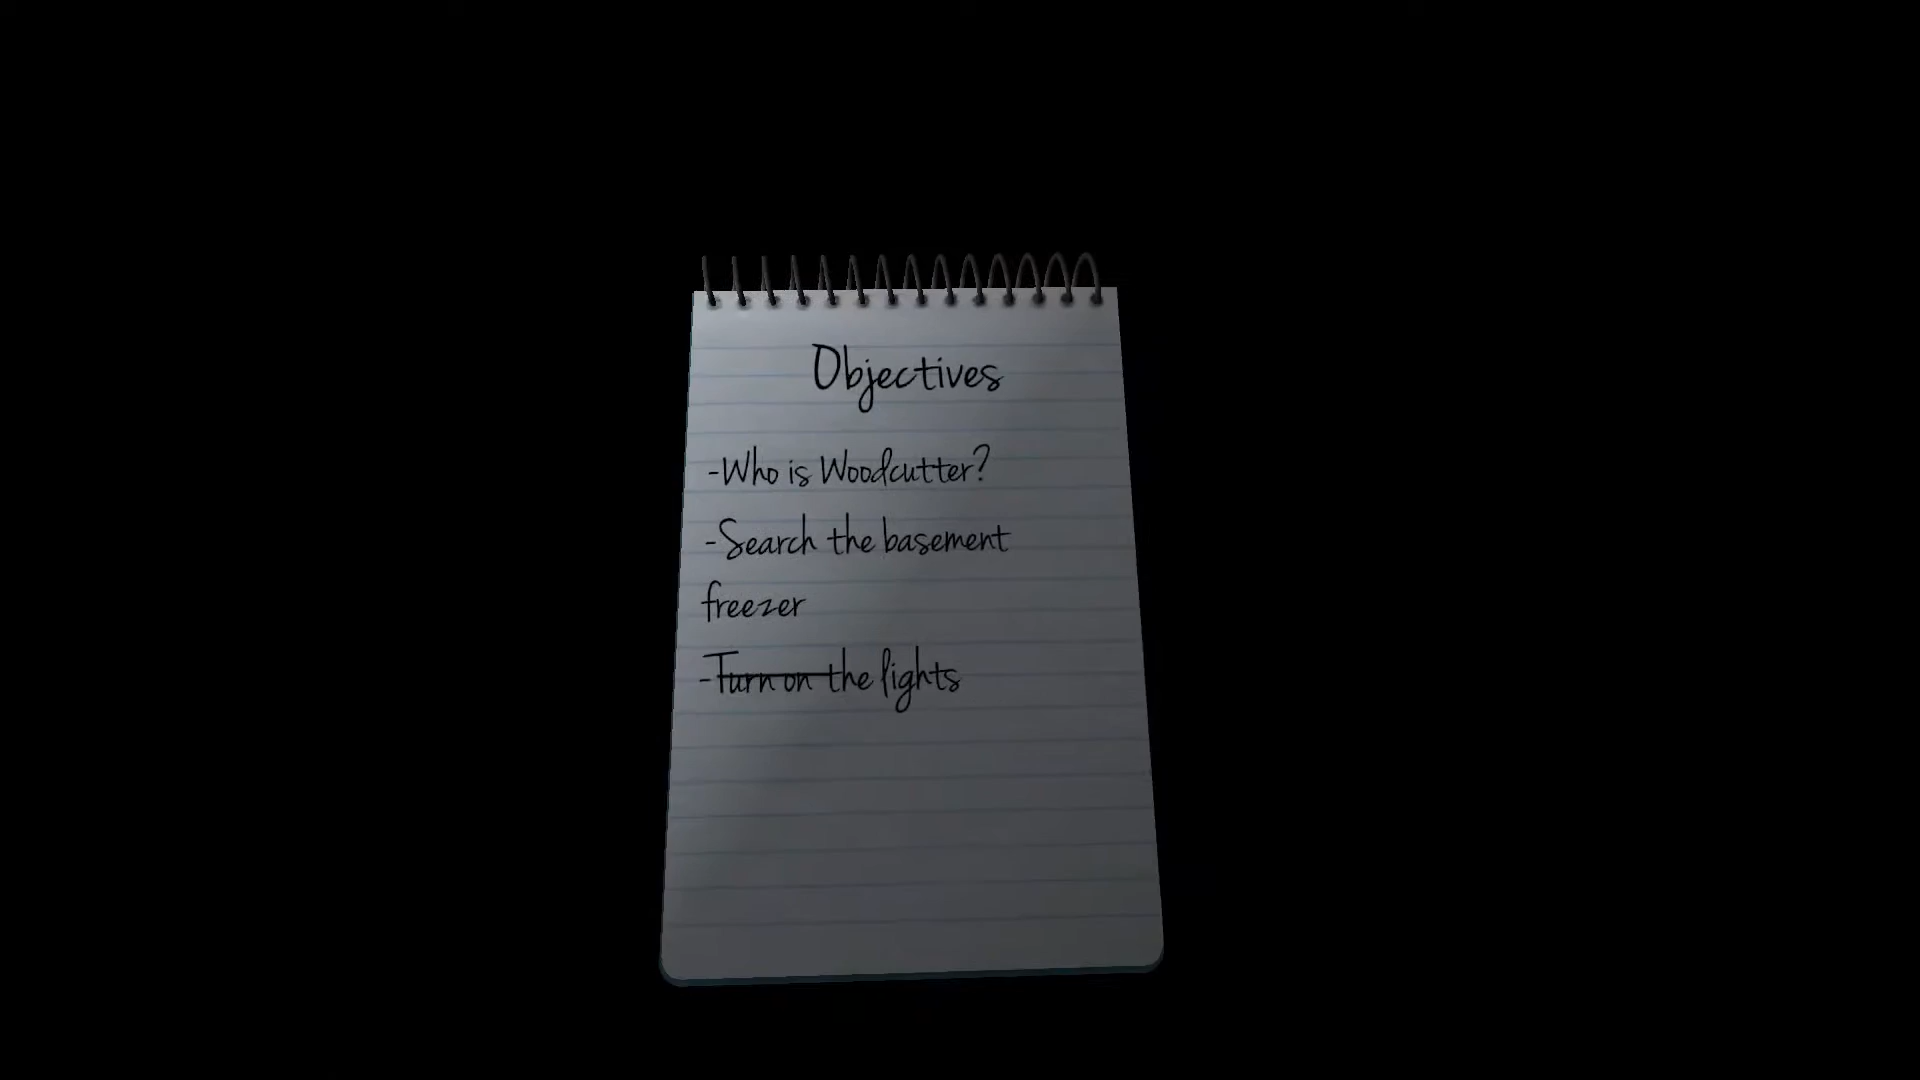 Objectives
-Who is Woodcutter?
-Search the basement
freezer
-Turn on the lights